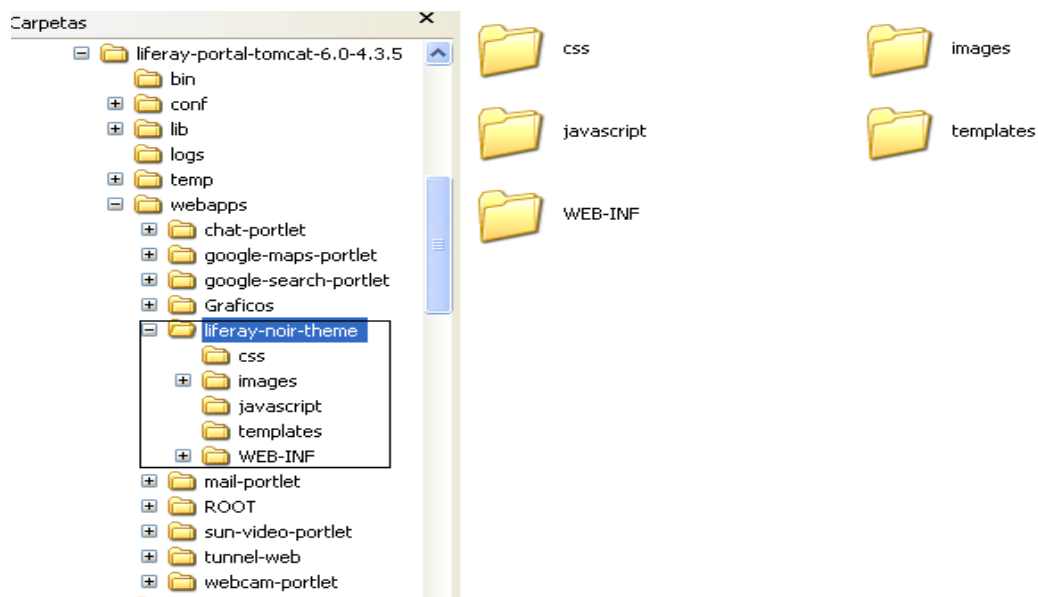 Carpetas
liferay-portal-tomcat-6.0-4.3.5
bin
conf
lib
logs
temp
webapps
chat-portlet
google-maps-portlet
google-search-portlet
Graficos
liferay-noir-theme
css
images
javascript
templates
WEB-INF
mail-portlet
ROOT
sun-video-portlet
tunnel-web
webcam-portlet
css
images
javascript
templates
WEB-INF